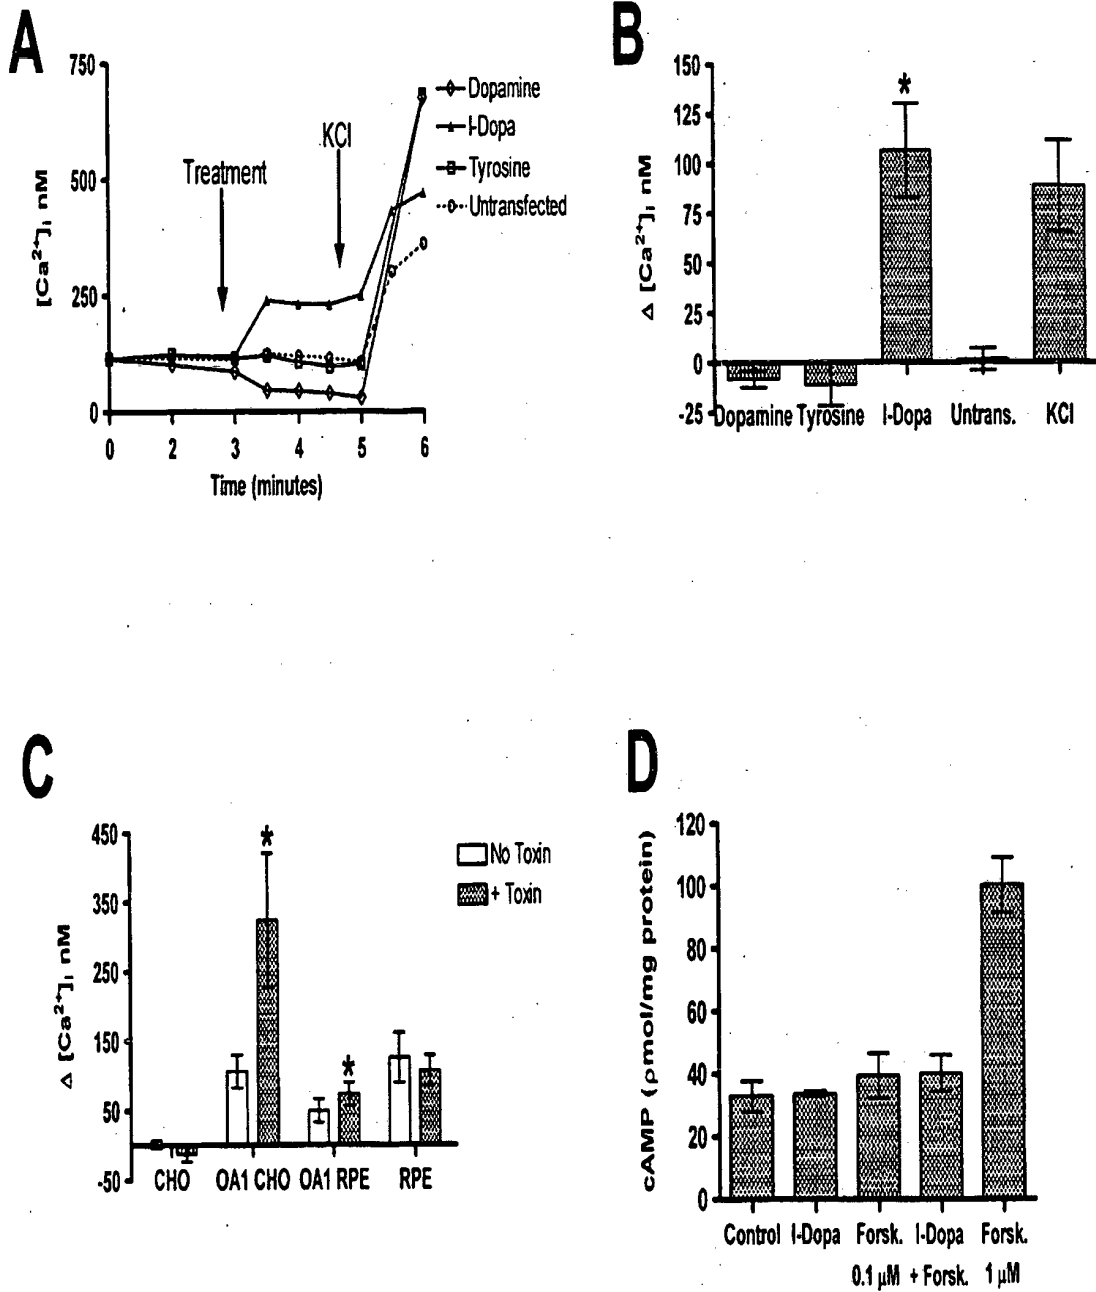 A
750
500
250
0
[Ca²⁺]ᵢ, nM
Treatment
KCl
Dopamine
l-Dopa
Tyrosine
Untransfected
0 2 3 4 5 6
Time (minutes)
B
150
125
100
75
50
25
0
-25
Δ [Ca²⁺]ᵢ, nM
*
Dopamine Tyrosine l-Dopa Untrans. KCl
C
450
350
250
150
50
-50
Δ [Ca²⁺]ᵢ, nM
*
*
No Toxin
+ Toxin
CHO OA1 CHO OA1 RPE RPE
D
120
100
80
60
40
20
0
cAMP (ρmol/mg protein)
Control l-Dopa Forsk. l-Dopa Forsk.
0.1 μM + Forsk. 1 μM